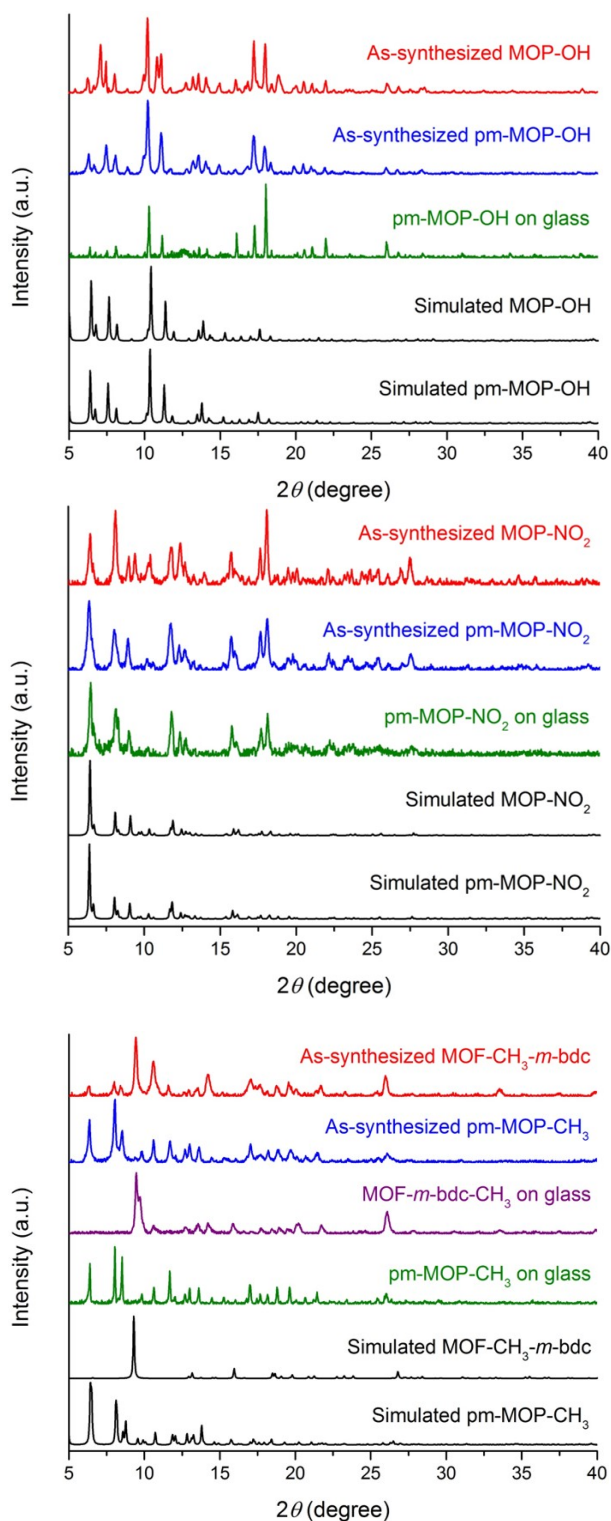 As-synthesized MOP-OH
As-synthesized pm-MOP-OH
pm-MOP-OH on glass
Simulated MOP-OH
Simulated pm-MOP-OH
Intensity (a.u.)
5 10 15 20 25 30 35 40
2θ (degree)
As-synthesized MOP-NO₂
As-synthesized pm-MOP-NO₂
pm-MOP-NO₂ on glass
Simulated MOP-NO₂
Simulated pm-MOP-NO₂
Intensity (a.u.)
5 10 15 20 25 30 35 40
2θ (degree)
As-synthesized MOF-CH₃-m-bdc
As-synthesized pm-MOP-CH₃
MOF-m-bdc-CH₃ on glass
pm-MOP-CH₃ on glass
Simulated MOF-CH₃-m-bdc
Simulated pm-MOP-CH₃
Intensity (a.u.)
5 10 15 20 25 30 35 40
2θ (degree)